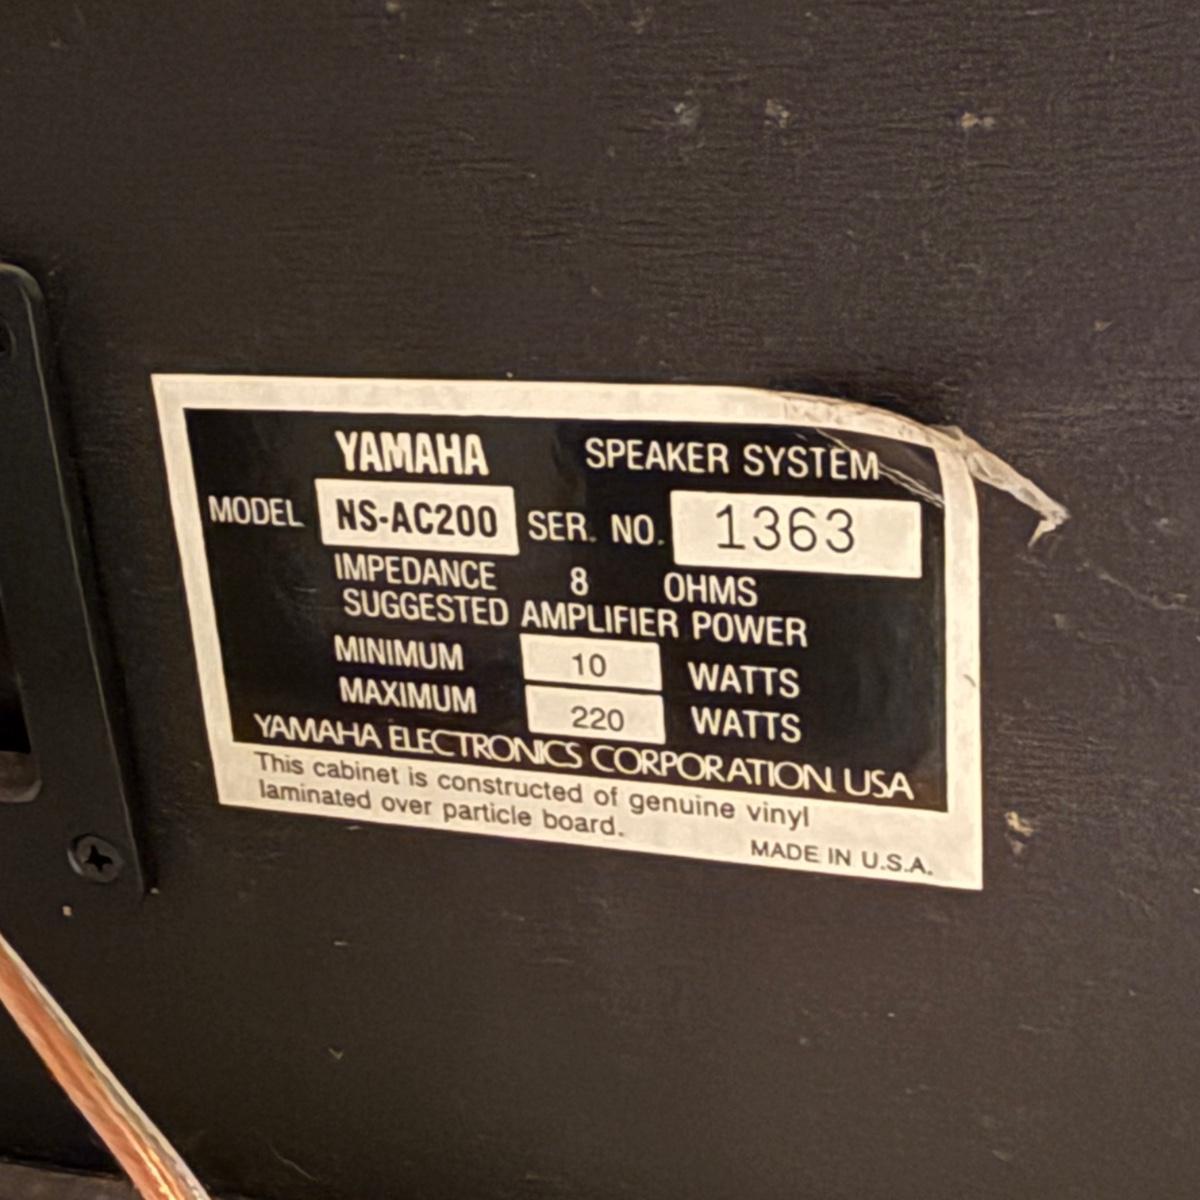 YAMAHA SPEAKER SYSTEM
MODEL NS-AC200 SER. NO. 1363
IMPEDANCE 8 OHMS
SUGGESTED AMPLIFIER POWER
MINIMUM 10 WATTS
MAXIMUM 220 WATTS
YAMAHA ELECTRONICS CORPORATION. USA
This cabinet is constructed of genuine vinyl
laminated over particle board.
MADE IN U.S.A.